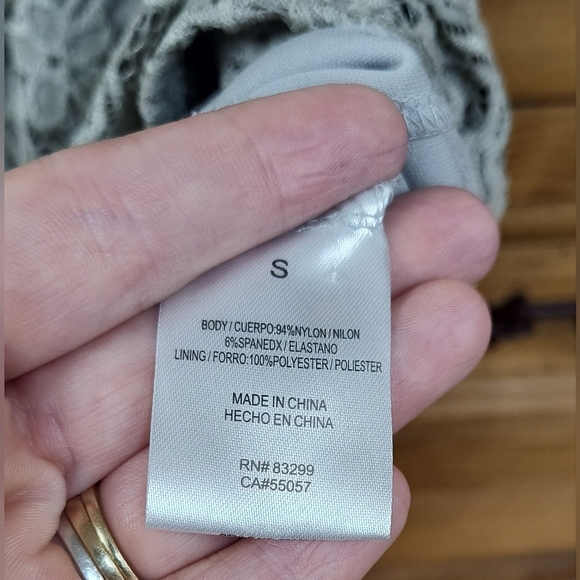 S
BODY / CUERPO:94%NYLON / NILON
6%SPANEDX / ELASTANO
LINING / FORRO:100%POLYESTER / POLIESTER
MADE IN CHINA
HECHO EN CHINA
RN# 83299
CA#55057